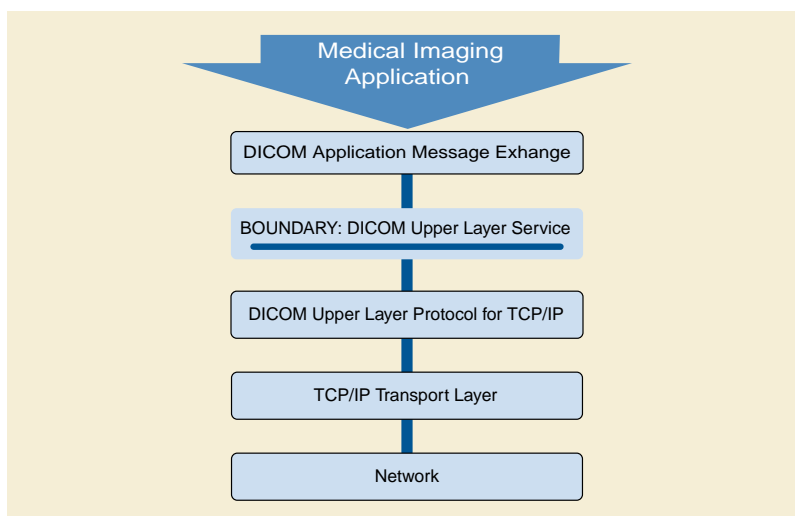 Medical Imaging
Application
DICOM Application Message Exhange
BOUNDARY: DICOM Upper Layer Service
DICOM Upper Layer Protocol for TCP/IP
TCP/IP Transport Layer
Network